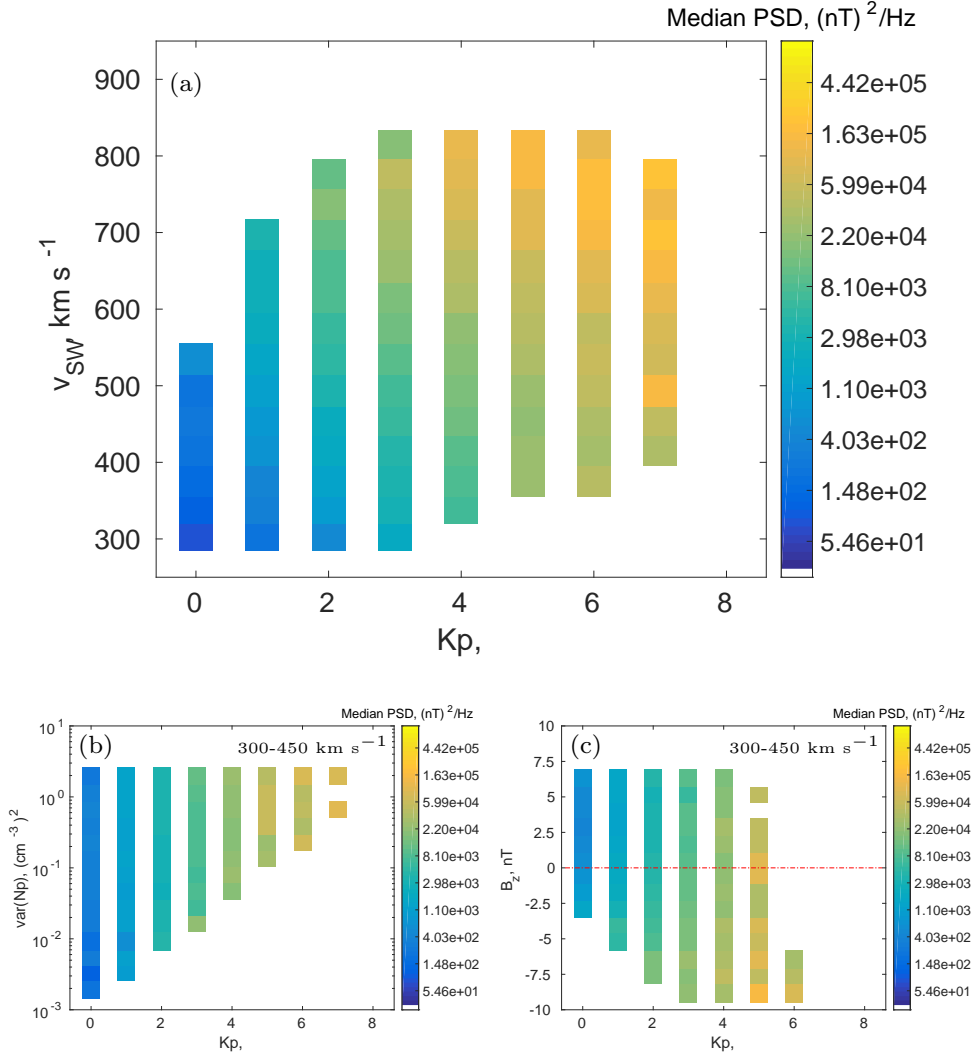 Median PSD, (nT) 2/Hz
(a)
900
800
700
600
500
400
300
vSW, km s -1
0 2 4 6 8
Kp,
4.42e+05
1.63e+05
5.99e+04
2.20e+04
8.10e+03
2.98e+03
1.10e+03
4.03e+02
1.48e+02
5.46e+01
Median PSD, (nT) 2/Hz
(b)
300-450 km s−1
10 2
10 1
10 0
10 -1
10 -2
10 -3
var(Np), (cm -3) 2
0 2 4 6 8
Kp,
4.42e+05
1.63e+05
5.99e+04
2.20e+04
8.10e+03
2.98e+03
1.10e+03
4.03e+02
1.48e+02
5.46e+01
Median PSD, (nT) 2/Hz
(c)
300-450 km s−1
10
7.5
5
2.5
0
-2.5
-5
-7.5
-10
Bz, nT
0 2 4 6 8
Kp,
4.42e+05
1.63e+05
5.99e+04
2.20e+04
8.10e+03
2.98e+03
1.10e+03
4.03e+02
1.48e+02
5.46e+01